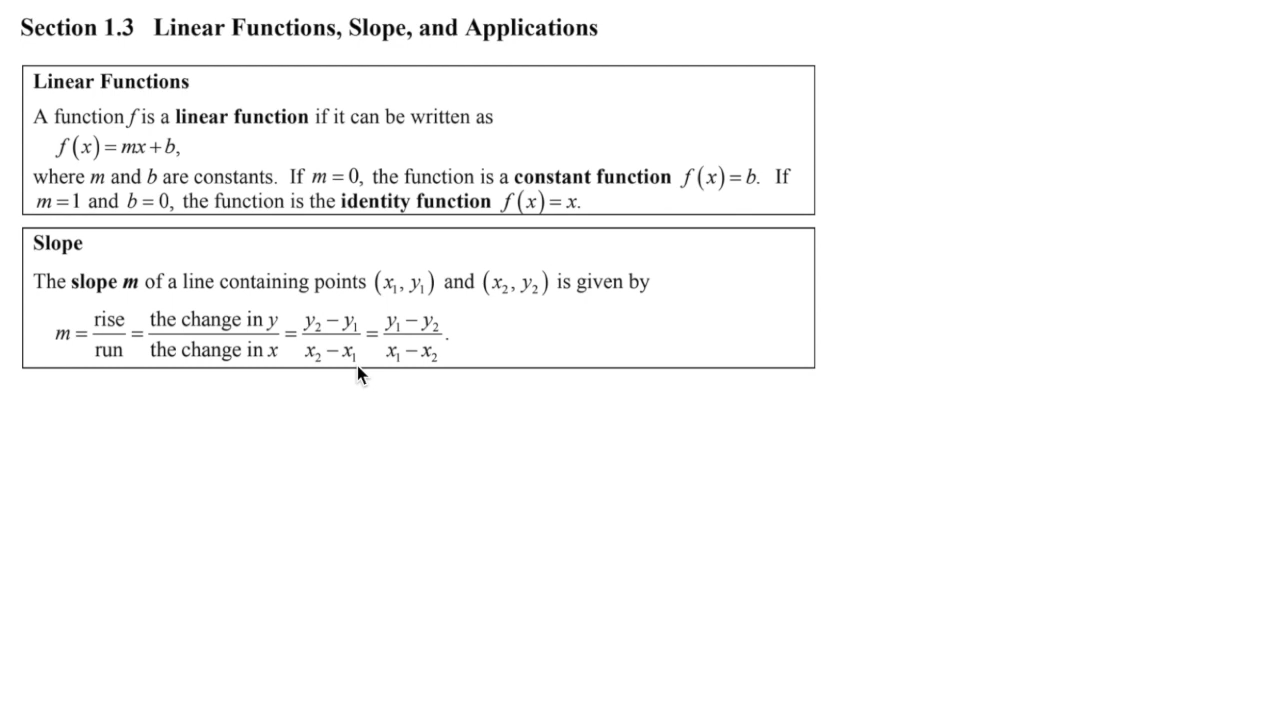 Section 1.3 Linear Functions, Slope, and Applications
Linear Functions
A function f is a linear function if it can be written as
f(x) = mx + b,
where m and b are constants. If m = 0, the function is a constant function f(x) = b. If
m = 1 and b = 0, the function is the identity function f(x) = x.
Slope
The slope m of a line containing points (x₁, y₁) and (x₂, y₂) is given by
m = rise/run = the change in y/the change in x = (y₂ − y₁)/(x₂ − x₁) = (y₁ − y₂)/(x₁ − x₂).